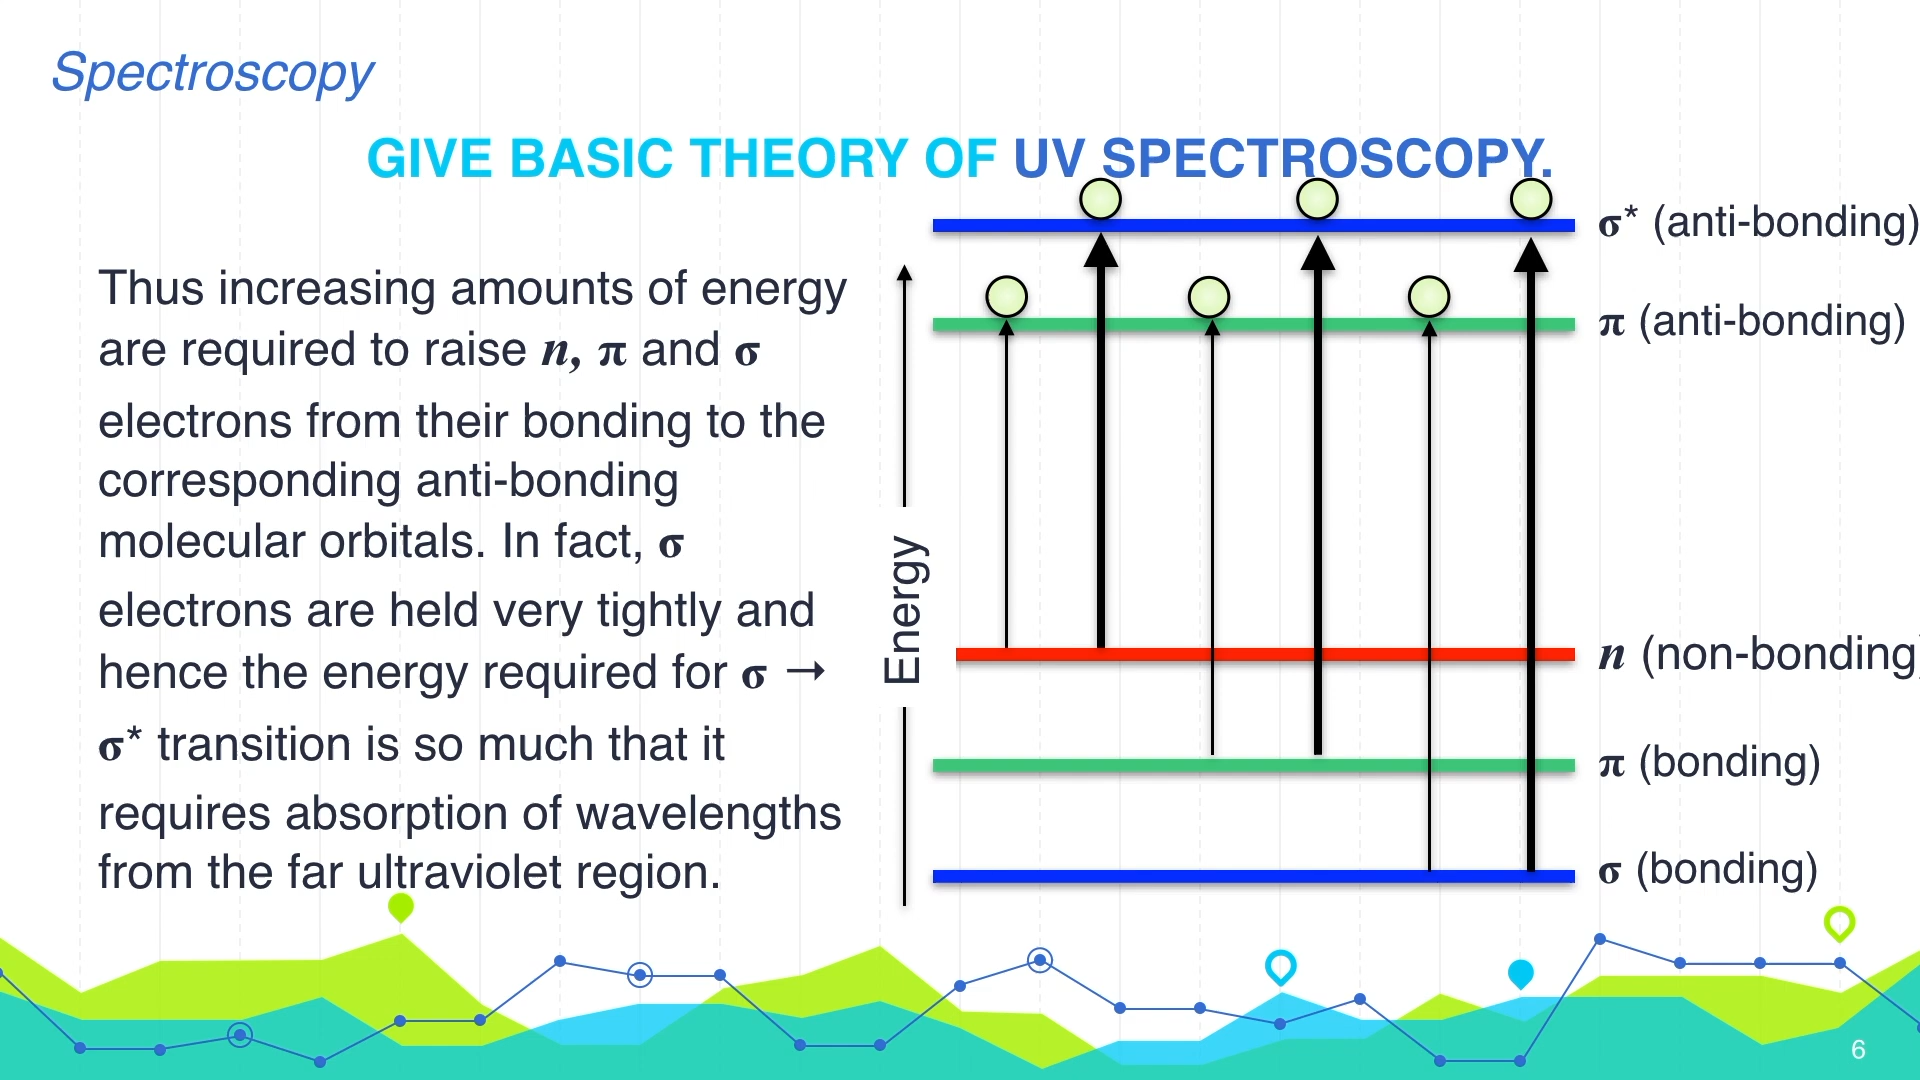 Spectroscopy
GIVE BASIC THEORY OF UV SPECTROSCOPY.
Thus increasing amounts of energy
are required to raise n, π and σ
electrons from their bonding to the
corresponding anti-bonding
molecular orbitals. In fact, σ
electrons are held very tightly and
hence the energy required for σ →
σ* transition is so much that it
requires absorption of wavelengths
from the far ultraviolet region.
Energy
σ* (anti-bonding)
π (anti-bonding)
n (non-bonding)
π (bonding)
σ (bonding)
6